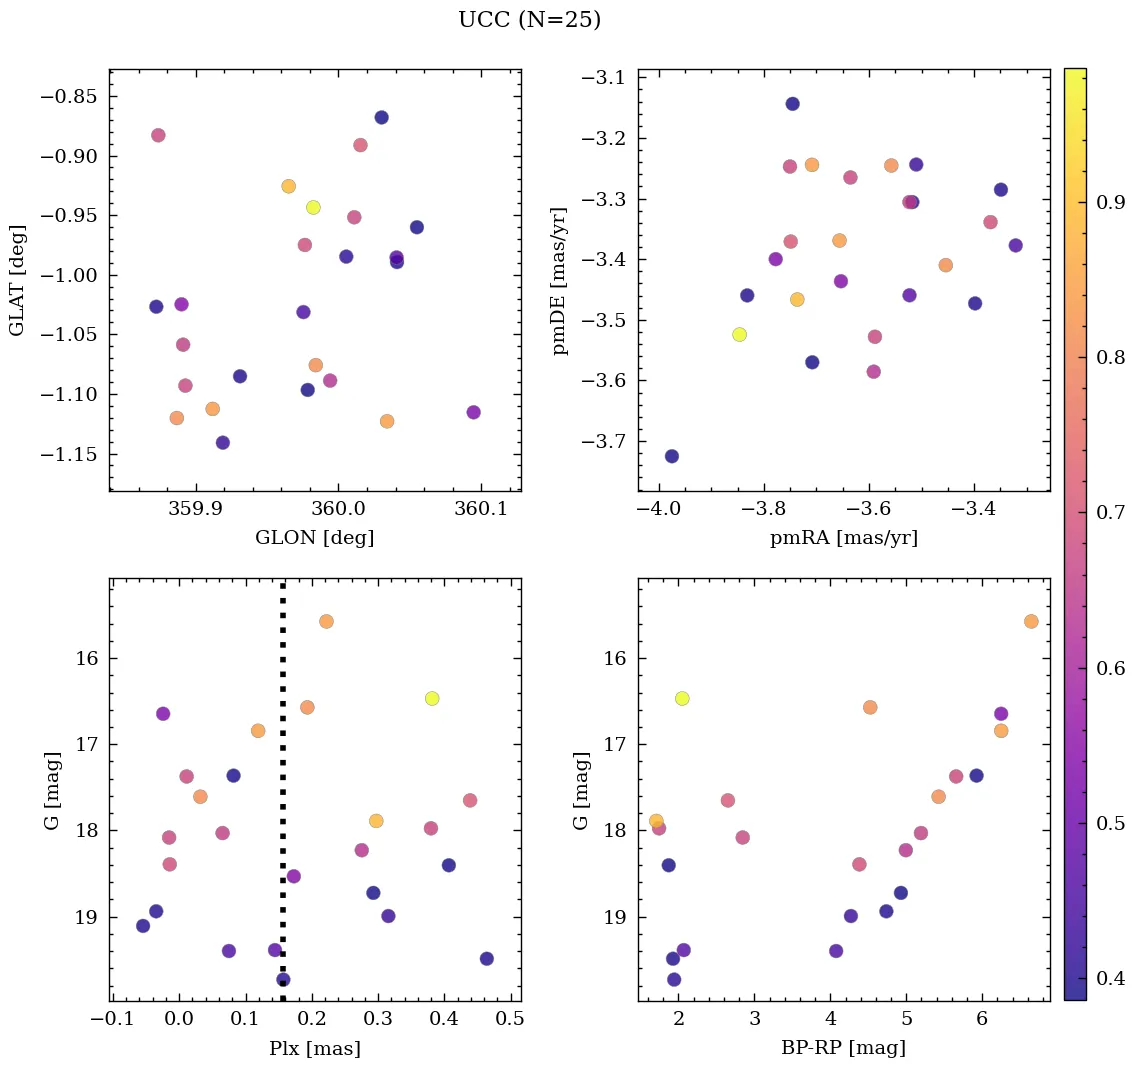 UCC (N=25)
−0.85
−0.90
−0.95
−1.00
−1.05
−1.10
−1.15
GLAT [deg]
359.9 360.0 360.1
GLON [deg]
−3.1
−3.2
−3.3
−3.4
−3.5
−3.6
−3.7
pmDE [mas/yr]
−4.0 −3.8 −3.6 −3.4
pmRA [mas/yr]
16
17
18
19
G [mag]
−0.1 0.0 0.1 0.2 0.3 0.4 0.5
Plx [mas]
16
17
18
19
G [mag]
2 3 4 5 6
BP-RP [mag]
0.9
0.8
0.7
0.6
0.5
0.4